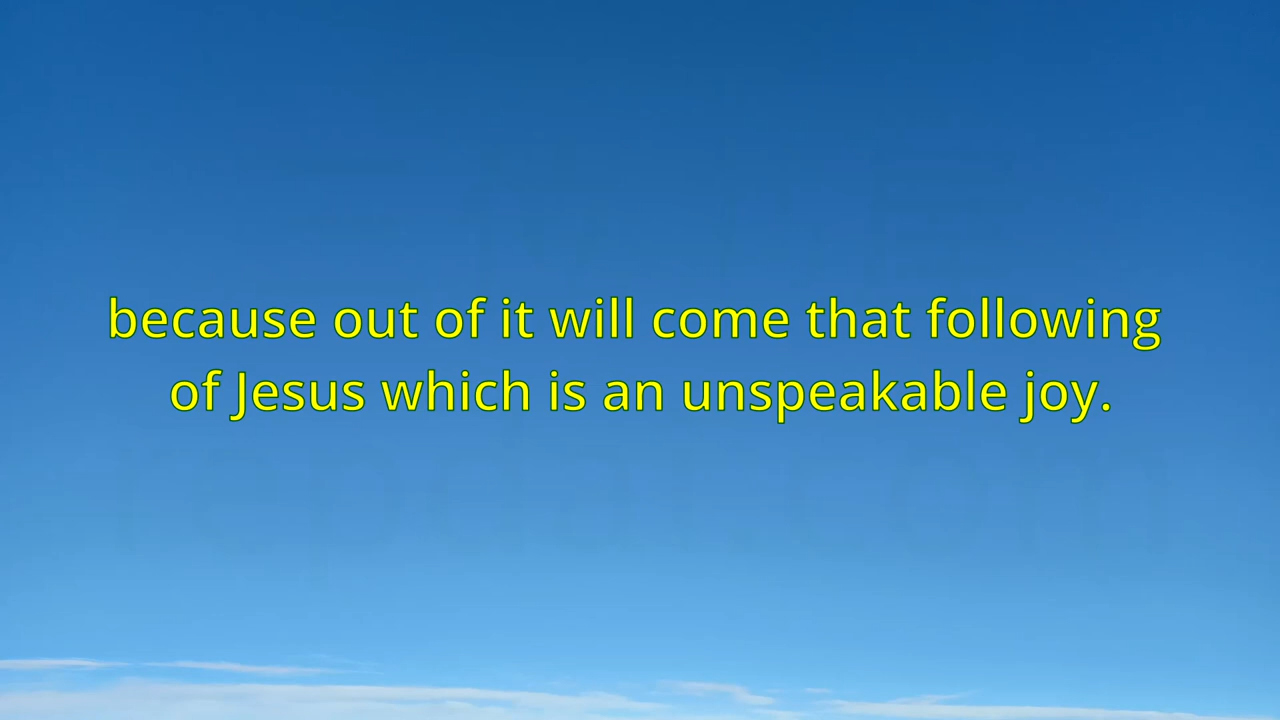 because out of it will come that following
of Jesus which is an unspeakable joy.